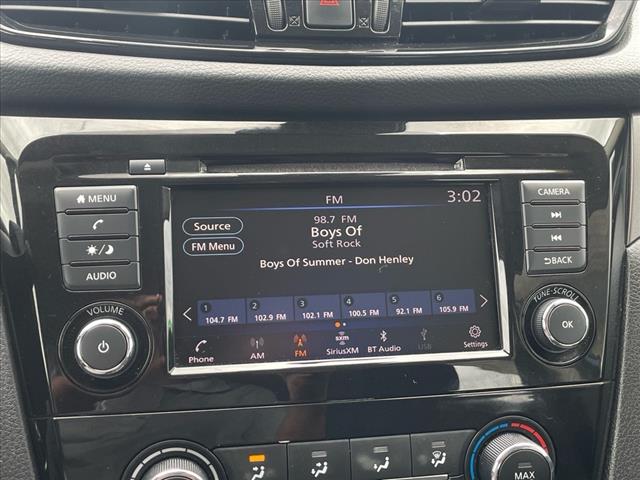 MENU
AUDIO
VOLUME
FM
3:02
Source
FM Menu
98.7 FM
Boys Of
Soft Rock
Boys Of Summer - Don Henley
1 2 3 4 5 6
104.7 FM 102.9 FM 102.1 FM 100.5 FM 92.1 FM 105.9 FM
Phone AM FM sxm SiriusXM BT Audio USB Settings
CAMERA
BACK
TUNE·SCROLL
OK
MAX